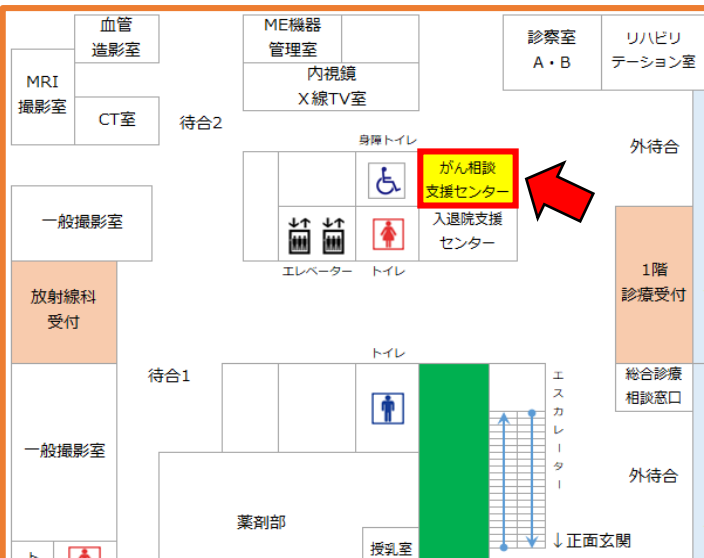 血管
造影室
ME機器
管理室
診察室
A・B
リハビリ
テーション室
MRI
撮影室
内視鏡
X線TV室
CT室
待合2
身障トイレ
外待合
がん相談
支援センター
一般撮影室
入退院支援
センター
エレベーター
トイレ
1階
診療受付
放射線科
受付
トイレ
待合1
エスカレーター
総合診療
相談窓口
一般撮影室
外待合
薬剤部
授乳室
↓正面玄関